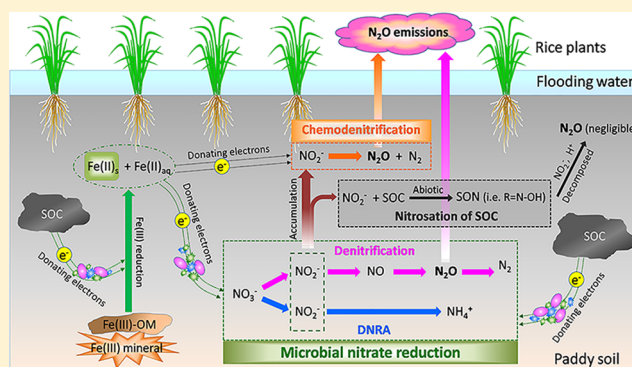 N₂O emissions
Rice plants
Flooding water
Chemodenitrification
NO₂⁻ N₂O + N₂
Donating electrons
e⁻
Fe(II)s + Fe(II)aq
N₂O (negligible)
NO₂⁻, H⁺
Decomposed
NO₂⁻ + SOC Abiotic SON (i.e. R=N-OH)
Nitrosation of SOC
Accumulation
SOC
e⁻
Donating electrons
Fe(III) reduction
Donating electrons
e⁻
Denitrification
NO₃⁻
NO₂⁻ NO N₂O N₂
NO₂⁻ NH₄⁺
DNRA
Microbial nitrate reduction
SOC
e⁻
Donating electrons
Fe(III)-OM
Fe(III) mineral
Paddy soil